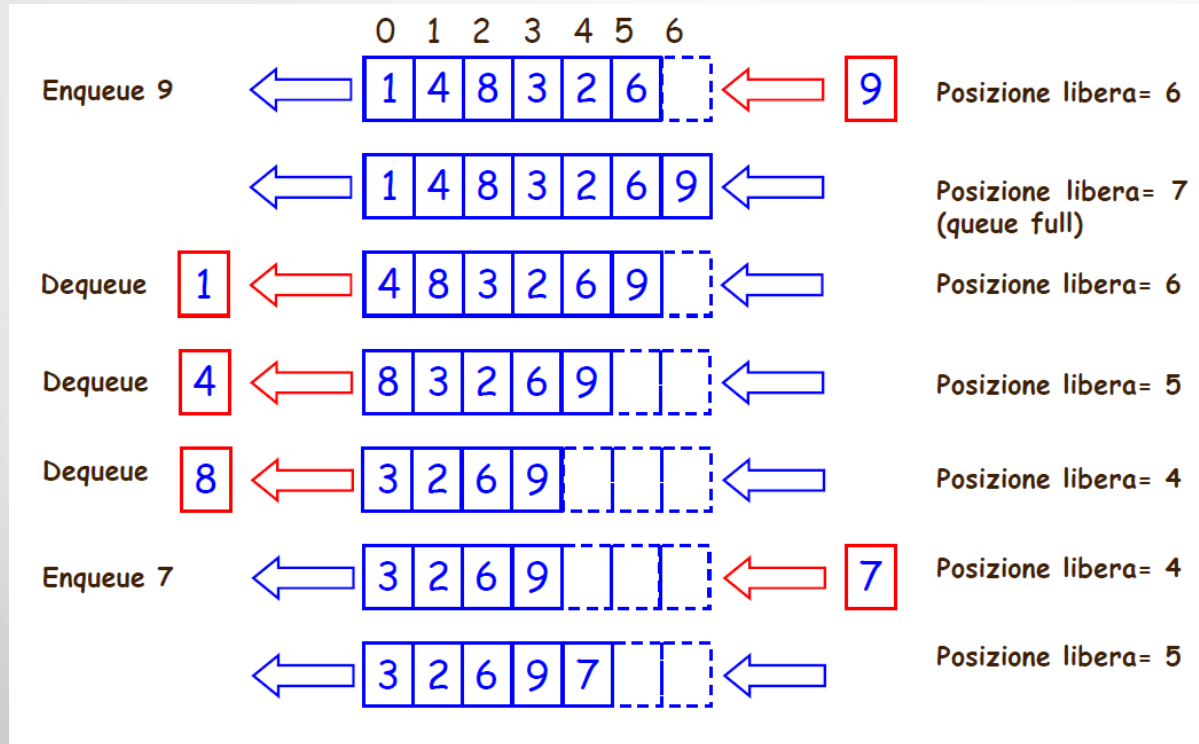 0 1 2 3 4 5 6
Enqueue 9 1 4 8 3 2 6 9 Posizione libera= 6
1 4 8 3 2 6 9 Posizione libera= 7
(queue full)
Dequeue 1 4 8 3 2 6 9 Posizione libera= 6
Dequeue 4 8 3 2 6 9 Posizione libera= 5
Dequeue 8 3 2 6 9 Posizione libera= 4
Enqueue 7 3 2 6 9 7 Posizione libera= 4
3 2 6 9 7 Posizione libera= 5